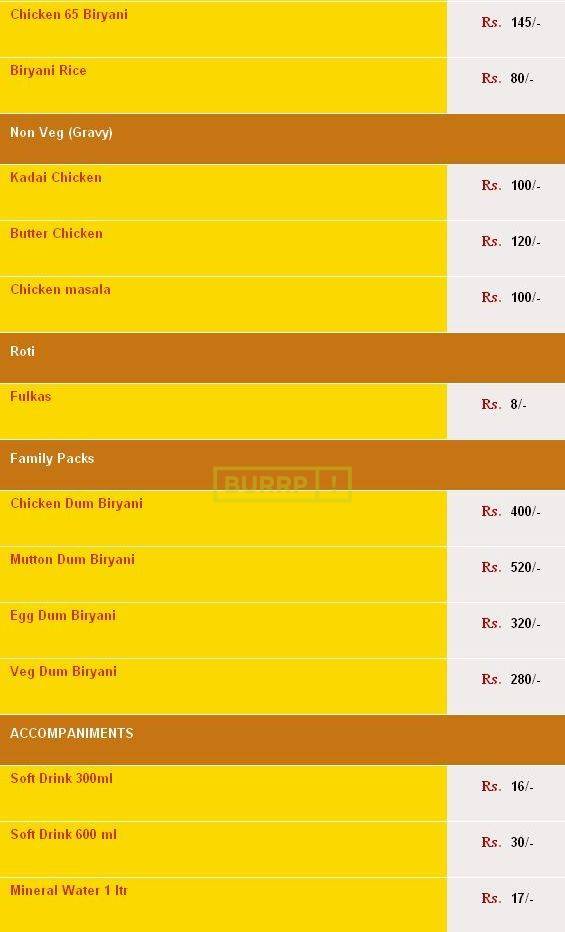 Chicken 65 Biryani Rs. 145/-
Biryani Rice Rs. 80/-
Non Veg (Gravy)
Kadai Chicken Rs. 100/-
Butter Chicken Rs. 120/-
Chicken masala Rs. 100/-
Roti
Fulkas Rs. 8/-
Family Packs
BURRP!
Chicken Dum Biryani Rs. 400/-
Mutton Dum Biryani Rs. 520/-
Egg Dum Biryani Rs. 320/-
Veg Dum Biryani Rs. 280/-
ACCOMPANIMENTS
Soft Drink 300ml Rs. 16/-
Soft Drink 600 ml Rs. 30/-
Mineral Water 1 ltr Rs. 17/-